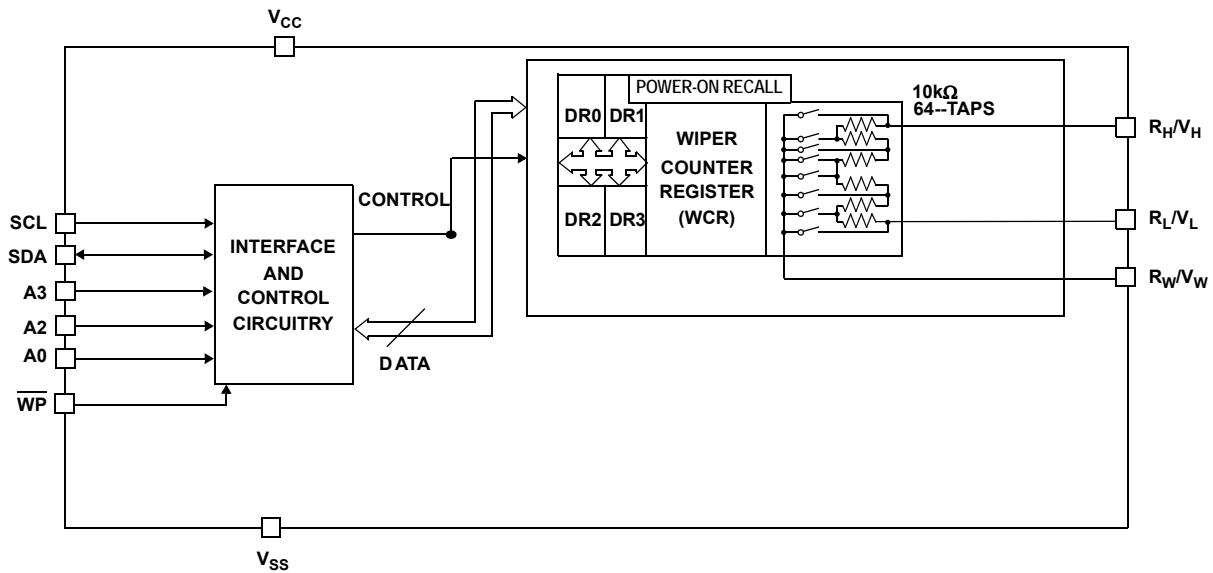 VCC
POWER-ON RECALL
10kΩ
64--TAPS
DR0 DR1
WIPER
COUNTER
REGISTER
(WCR)
DR2 DR3
RH/VH
RL/VL
RW/VW
CONTROL
SCL
SDA
A3
A2
A0
WP
INTERFACE
AND
CONTROL
CIRCUITRY
DATA
VSS